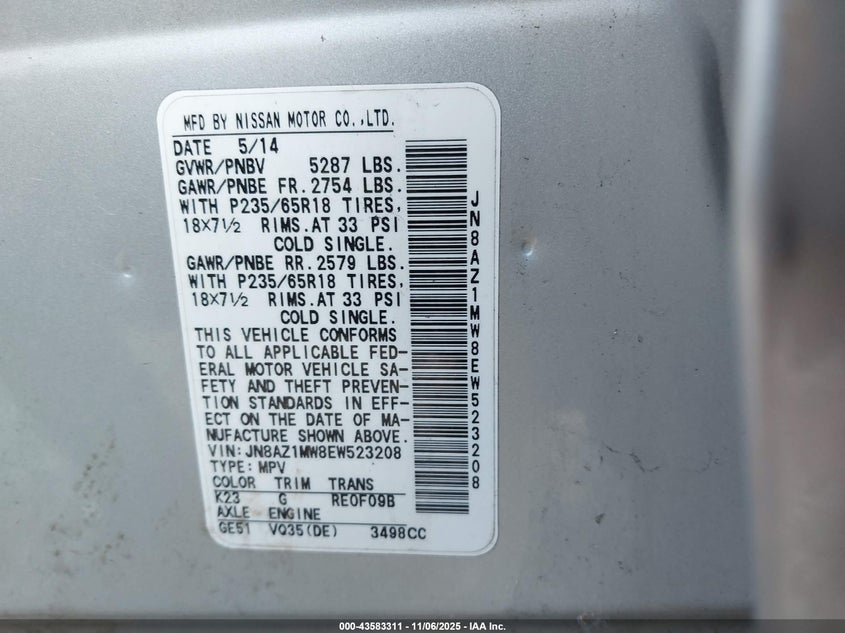 MFD BY NISSAN MOTOR CO.,LTD.
DATE 5/14
GVWR/PNBV 5287 LBS.
GAWR/PNBE FR. 2754 LBS.
WITH P235/65R18 TIRES,
18×7½ RIMS.AT 33 PSI
COLD SINGLE.
GAWR/PNBE RR. 2579 LBS.
WITH P235/65R18 TIRES,
18×7½ RIMS.AT 33 PSI
COLD SINGLE.
THIS VEHICLE CONFORMS
TO ALL APPLICABLE FED-
ERAL MOTOR VEHICLE SA-
FETY AND THEFT PREVEN-
TION STANDARDS IN EFF-
ECT ON THE DATE OF MA-
NUFACTURE SHOWN ABOVE.
VIN: JN8AZ1MW8EW523208
TYPE: MPV
COLOR TRIM TRANS
K23 G RE0F09B
AXLE ENGINE
GE51 VQ35(DE) 3498CC
JN8AZ1MW8EW523208
000-43583311 - 11/06/2025 - IAA Inc.